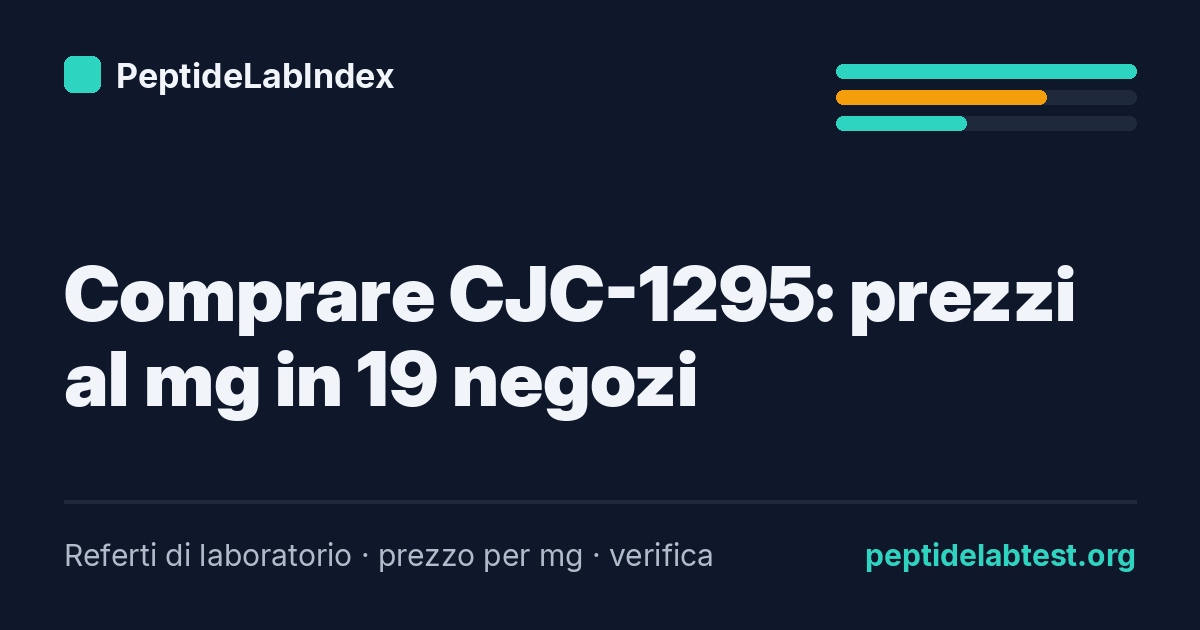 PeptideLabIndex
Comprare CJC-1295: prezzi
al mg in 19 negozi
Referti di laboratorio · prezzo per mg · verifica
peptidelabtest.org